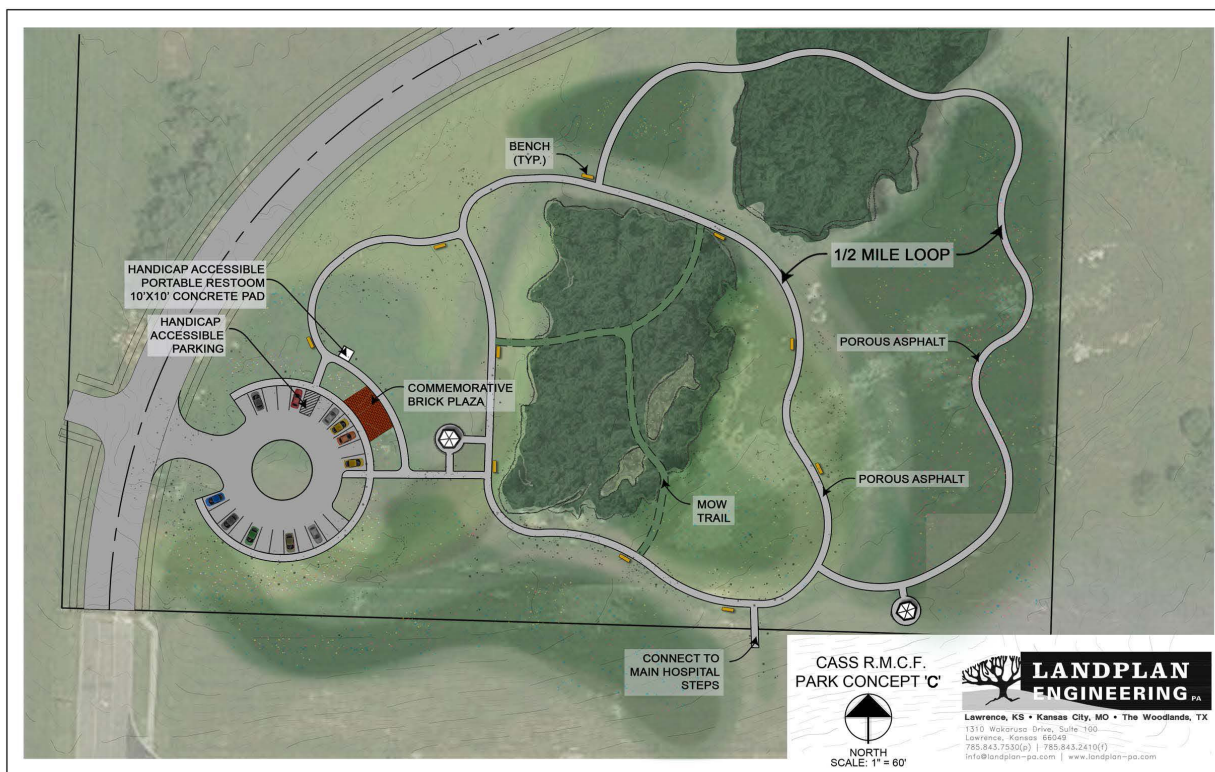 BENCH
(TYP.)
1/2 MILE LOOP
HANDICAP ACCESSIBLE
PORTABLE RESTOOM
10'X10' CONCRETE PAD
HANDICAP
ACCESSIBLE
PARKING
POROUS ASPHALT
COMMEMORATIVE
BRICK PLAZA
POROUS ASPHALT
MOW
TRAIL
CONNECT TO
MAIN HOSPITAL
STEPS
CASS R.M.C.F.
PARK CONCEPT 'C'
NORTH
SCALE: 1" = 60'
LANDPLAN
ENGINEERING PA
Lawrence, KS • Kansas City, MO • The Woodlands, TX
1310 Wakarusa Drive, Suite 100
Lawrence, Kansas 66049
785.843.7530(p) | 785.843.2410(f)
info@landplan-pa.com | www.landplan-pa.com